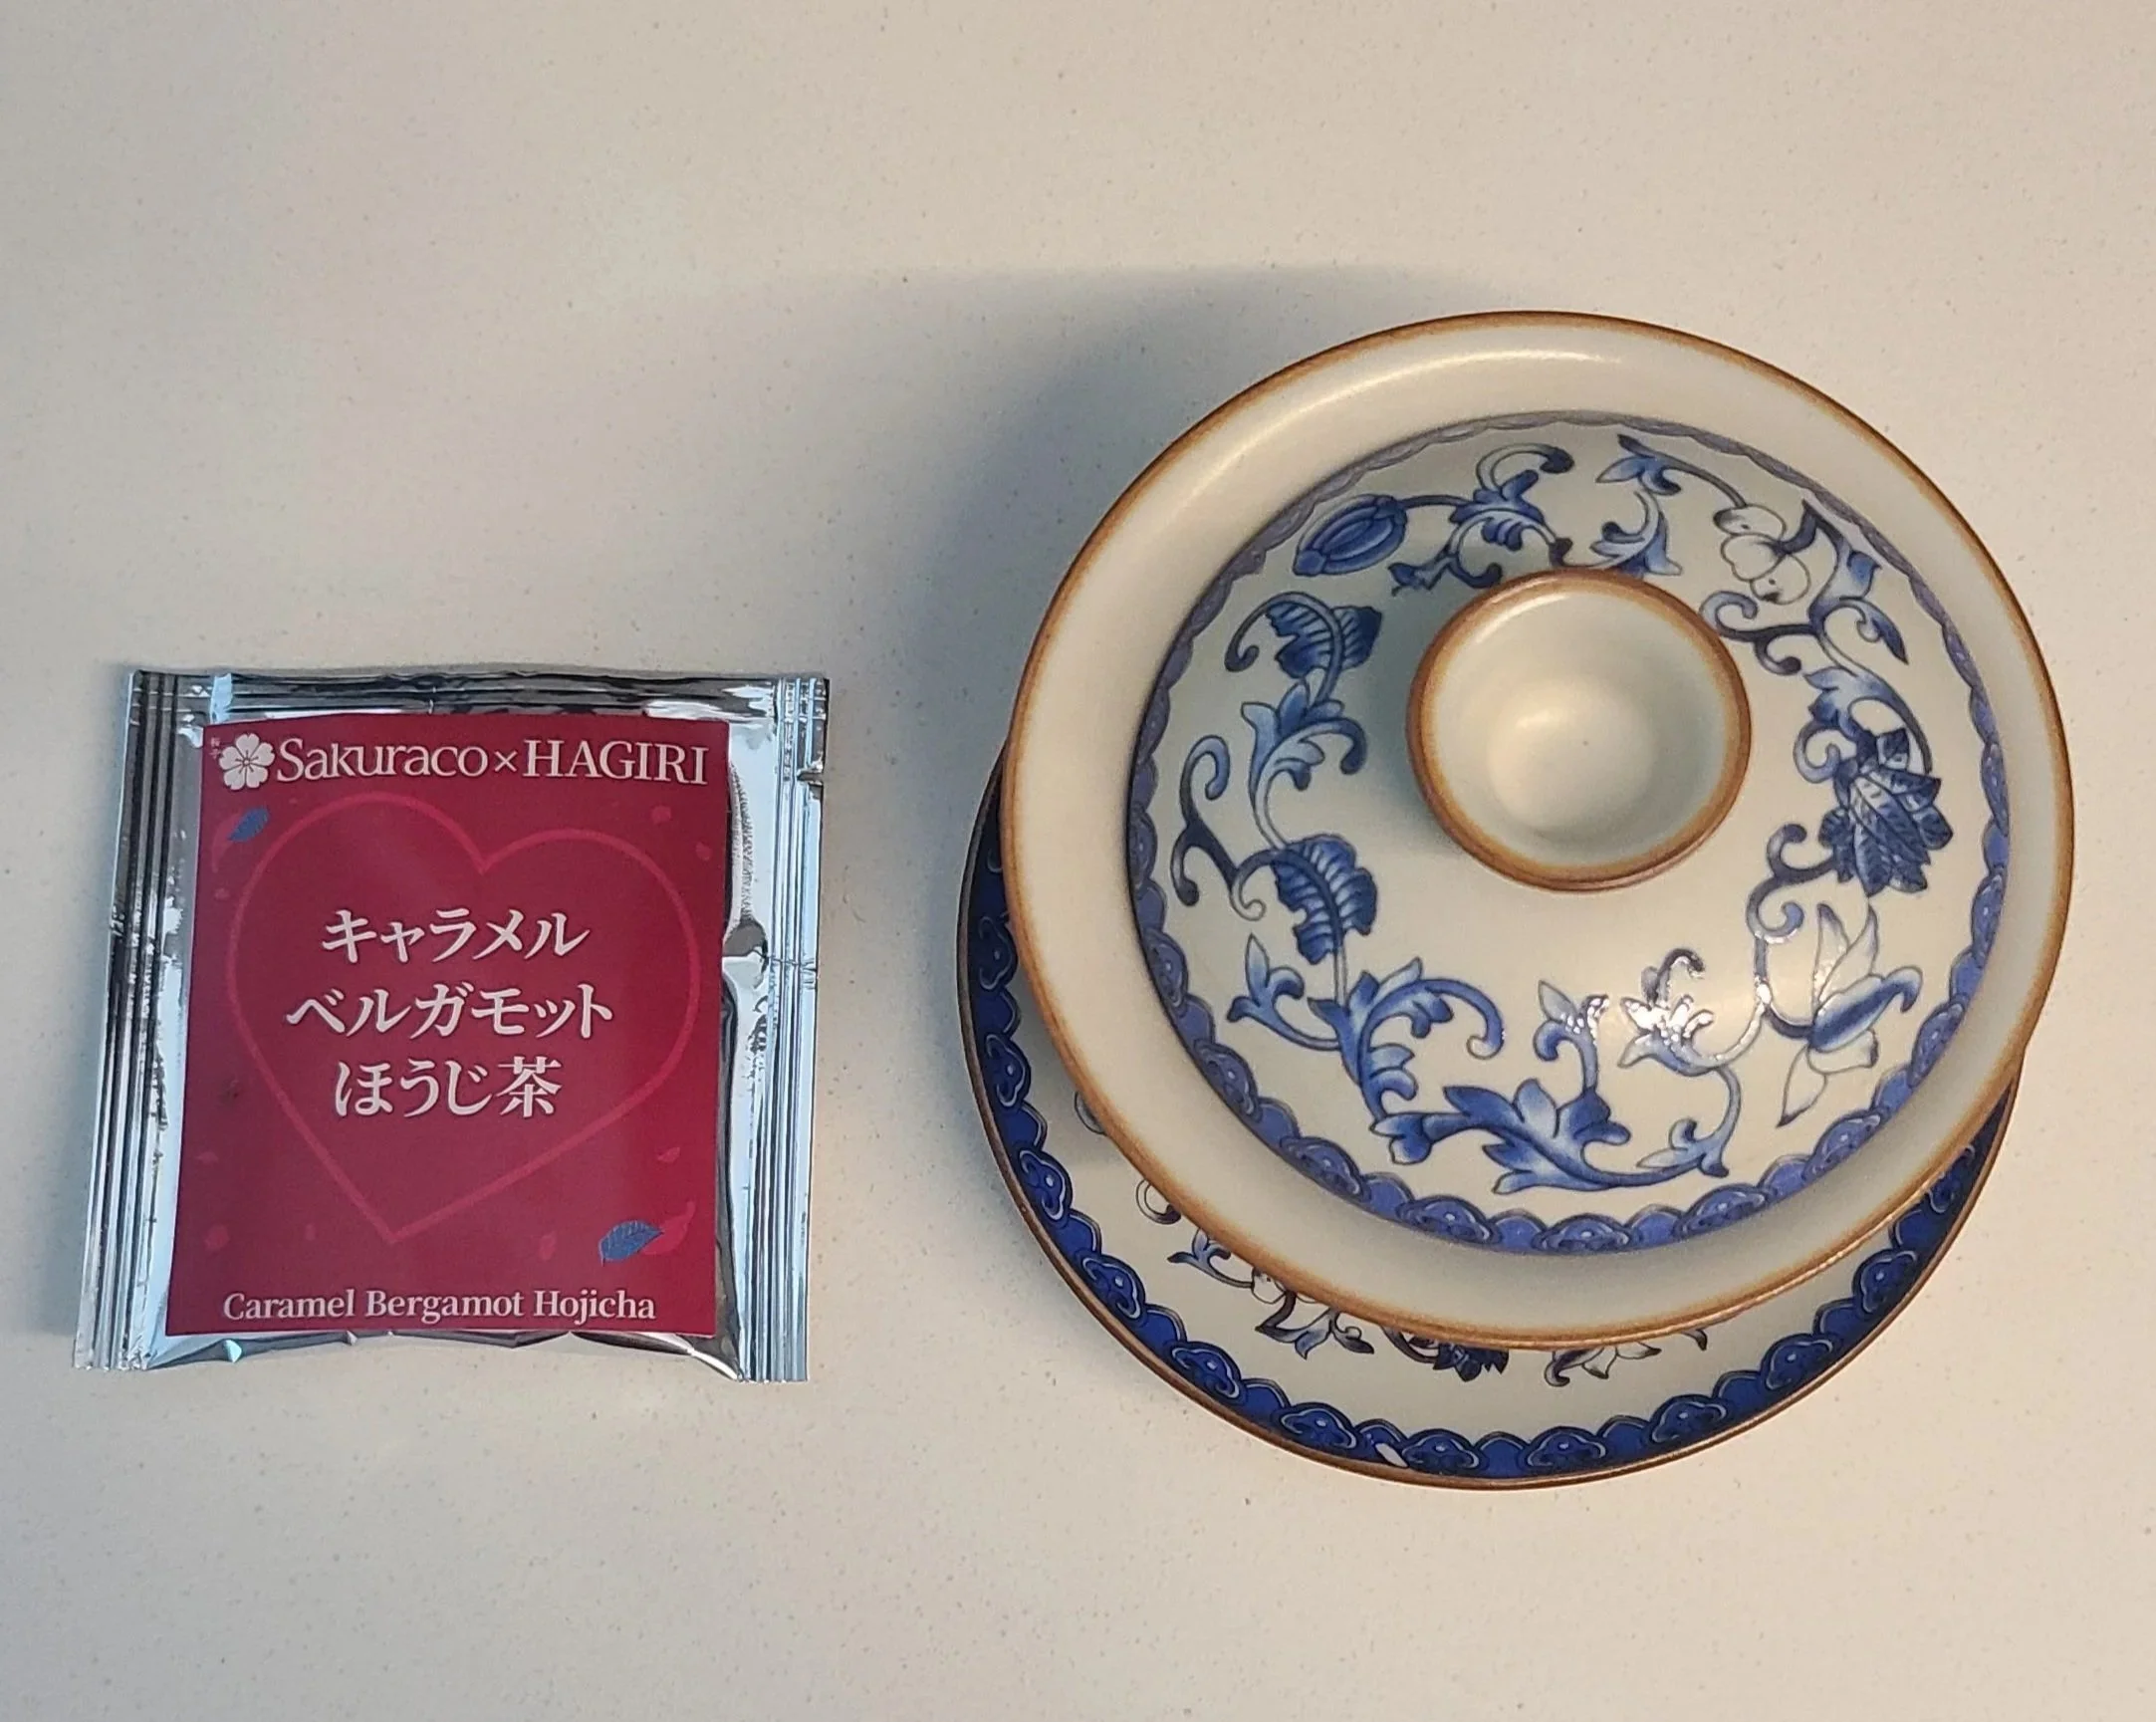 Sakuraco×HAGIRI
キャラメル
ベルガモット
ほうじ茶
Caramel Bergamot Hojicha